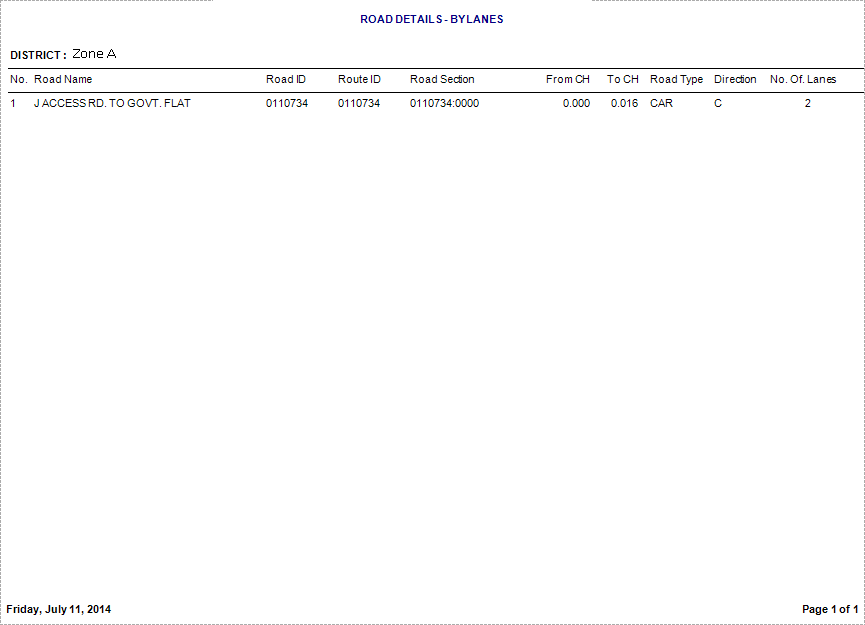 ROAD DETAILS - BYLANES
DISTRICT : Zone A
No. Road Name Road ID Route ID Road Section From CH To CH Road Type Direction No. Of. Lanes
1 J ACCESS RD. TO GOVT. FLAT 0110734 0110734 0110734:0000 0.000 0.016 CAR C 2
Friday, July 11, 2014 Page 1 of 1